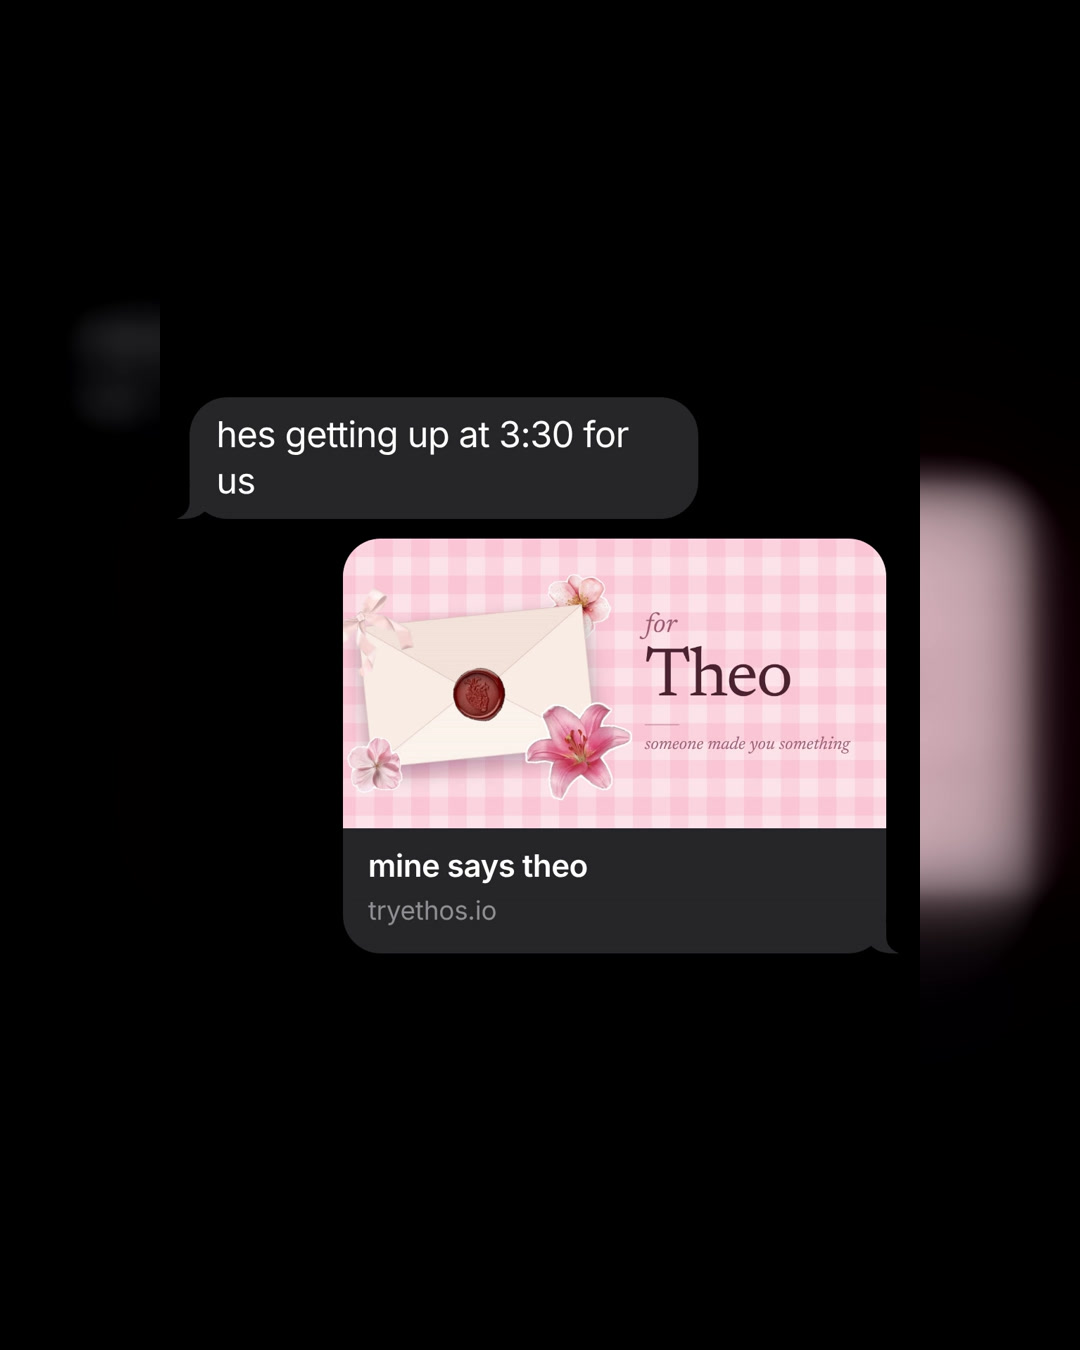 hes getting up at 3:30 for
us
for
Theo
someone made you something
mine says theo
tryethos.io